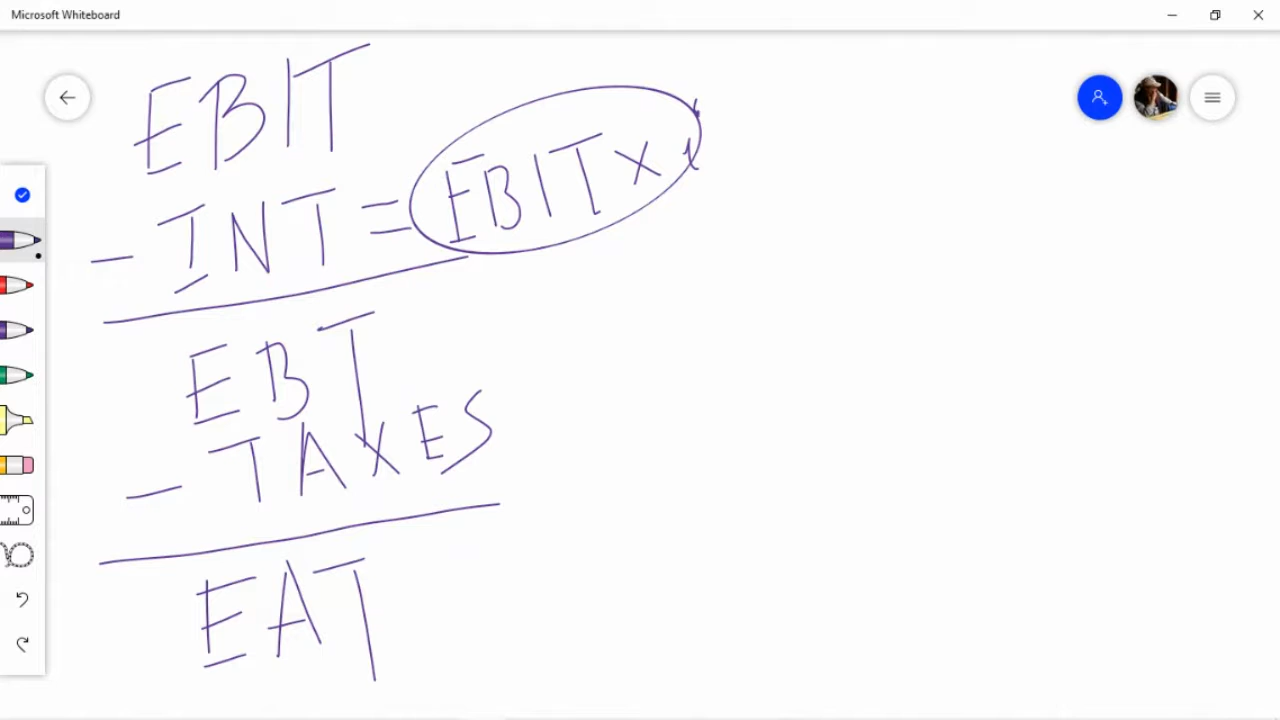 Microsoft Whiteboard
EBIT
- INT = EBIT x i
EBT
- TAXES
EAT